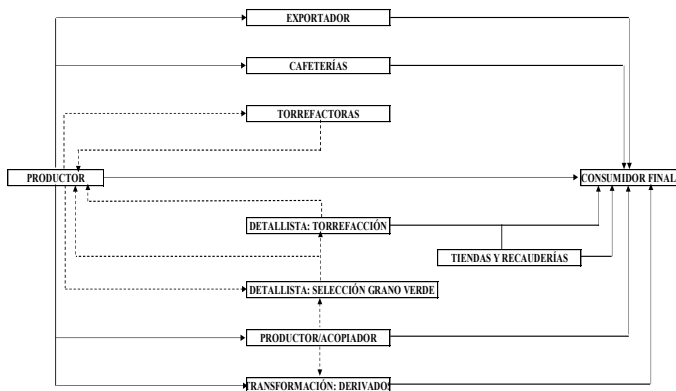 EXPORTADOR
CAFETERÍAS
TORREFACTORAS
PRODUCTOR
CONSUMIDOR FINAL
DETALLISTA: TORREFACCIÓN
TIENDAS Y RECAUDERÍAS
DETALLISTA: SELECCIÓN GRANO VERDE
PRODUCTOR/ACOPIADOR
TRANSFORMACIÓN: DERIVADOS